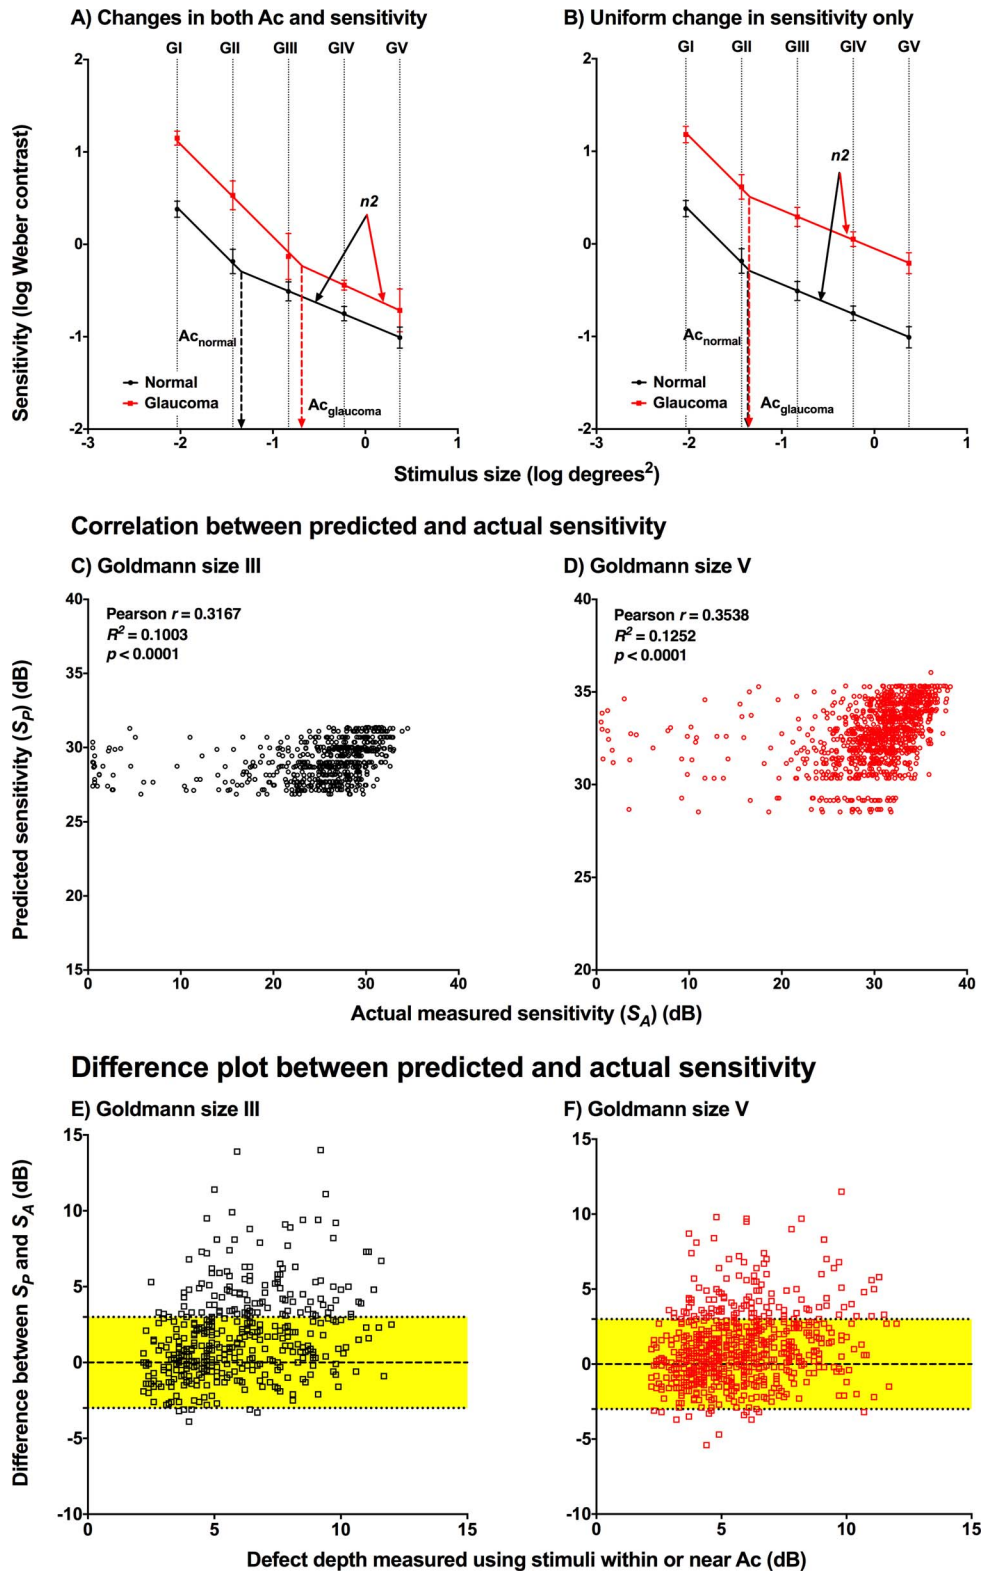 A) Changes in both Ac and sensitivity
B) Uniform change in sensitivity only
GI GII GIII GIV GV
GI GII GIII GIV GV
Sensitivity (log Weber contrast)
2
1
0
-1
-2
n2
Ac_normal
Ac_glaucoma
Normal
Glaucoma
-3 -2 -1 0 1
2
1
0
-1
-2
n2
Ac_normal
Ac_glaucoma
Normal
Glaucoma
-3 -2 -1 0 1
Stimulus size (log degrees²)
Correlation between predicted and actual sensitivity
C) Goldmann size III
D) Goldmann size V
Predicted sensitivity (S_P) (dB)
40
35
30
25
20
15
Pearson r = 0.3167
R² = 0.1003
p < 0.0001
0 10 20 30 40
40
35
30
25
20
Pearson r = 0.3538
R² = 0.1252
p < 0.0001
0 10 20 30 40
Actual measured sensitivity (S_A) (dB)
Difference plot between predicted and actual sensitivity
E) Goldmann size III
F) Goldmann size V
Difference between S_P and S_A (dB)
15
10
5
0
-5
-10
0 5 10 15
15
10
5
0
-5
-10
0 5 10 15
Defect depth measured using stimuli within or near Ac (dB)